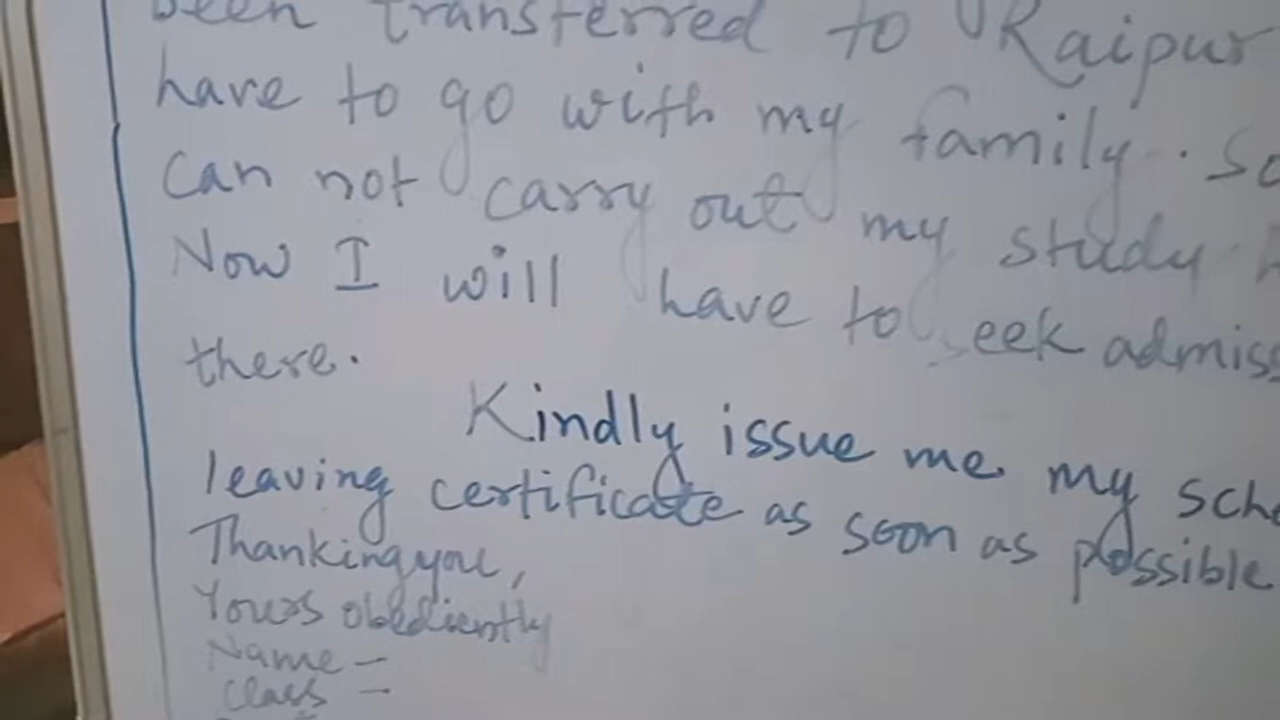 been transferred to Raipur
have to go with my family. So
can not carry out my study
Now I will have to seek admiss
there.
Kindly issue me my scho
leaving certificate as soon as possible
Thanking you,
Yours obediently
Name -
Class -